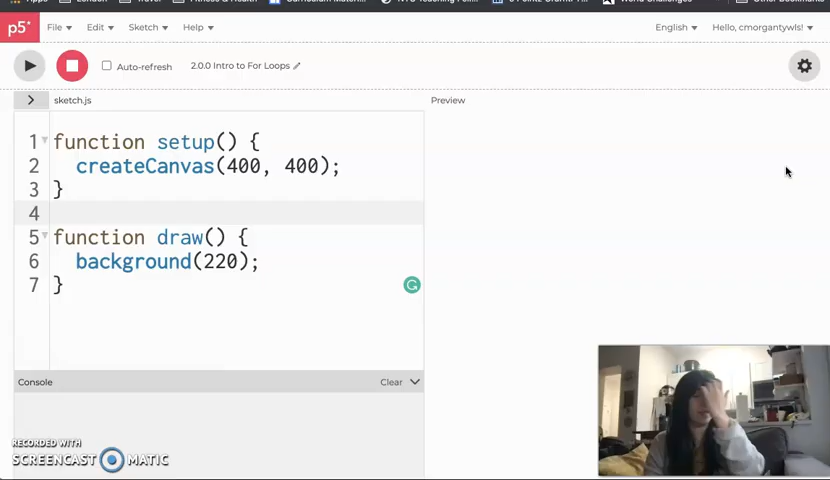 p5* File Edit Sketch Help English Hello, cmorgantywls!
Auto-refresh 2.0.0 Intro to For Loops
sketch.js Preview
1 function setup() {
2 createCanvas(400, 400);
3 }
4
5 function draw() {
6 background(220);
7 }
Console Clear
RECORDED WITH
SCREENCAST MATIC